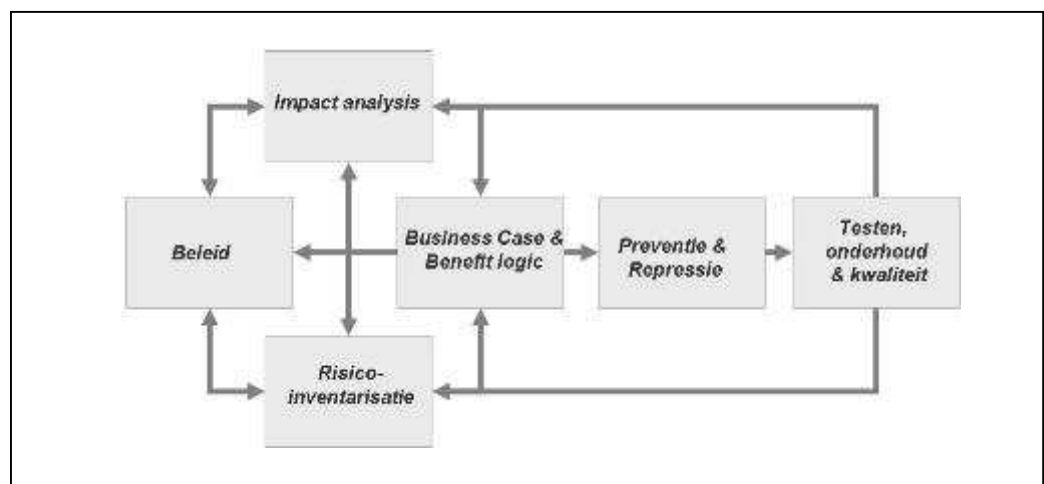 Impact analysis
Beleid
Business Case &
Benefit logic
Preventie &
Repressie
Testen,
onderhoud
& kwaliteit
Risico-
inventarisatie